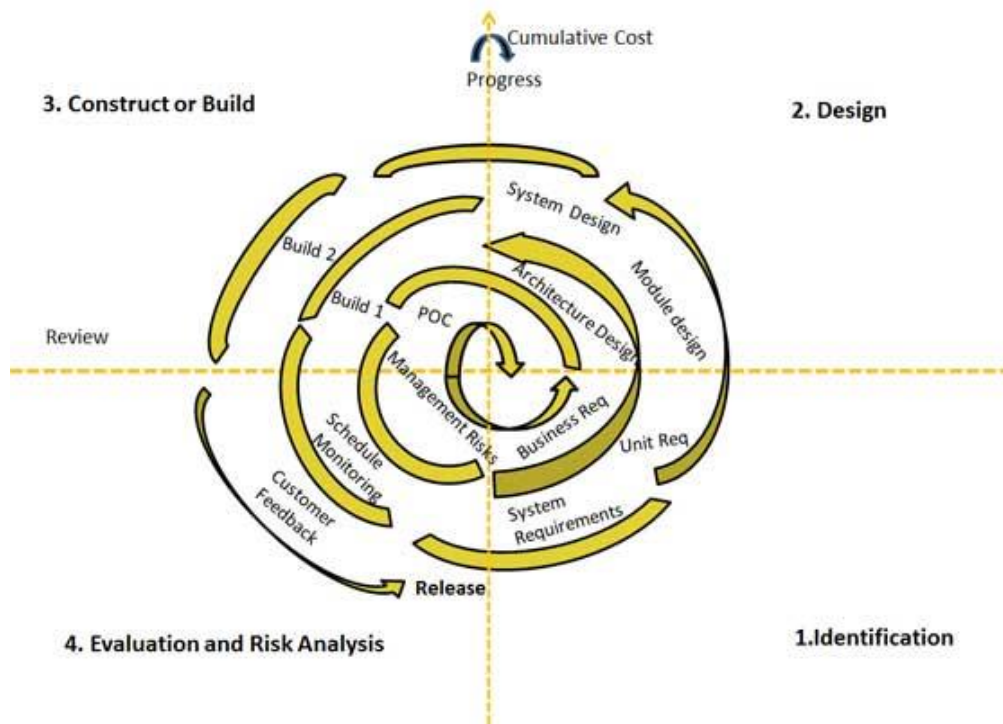 Cumulative Cost
Progress
3. Construct or Build
2. Design
System Design
Build 2
Module design
Architecture Design
Build 1
POC
Review
Management Risks
Business Req
Unit Req
Schedule
Monitoring
Customer
Feedback
System
Requirements
Release
4. Evaluation and Risk Analysis
1.Identification